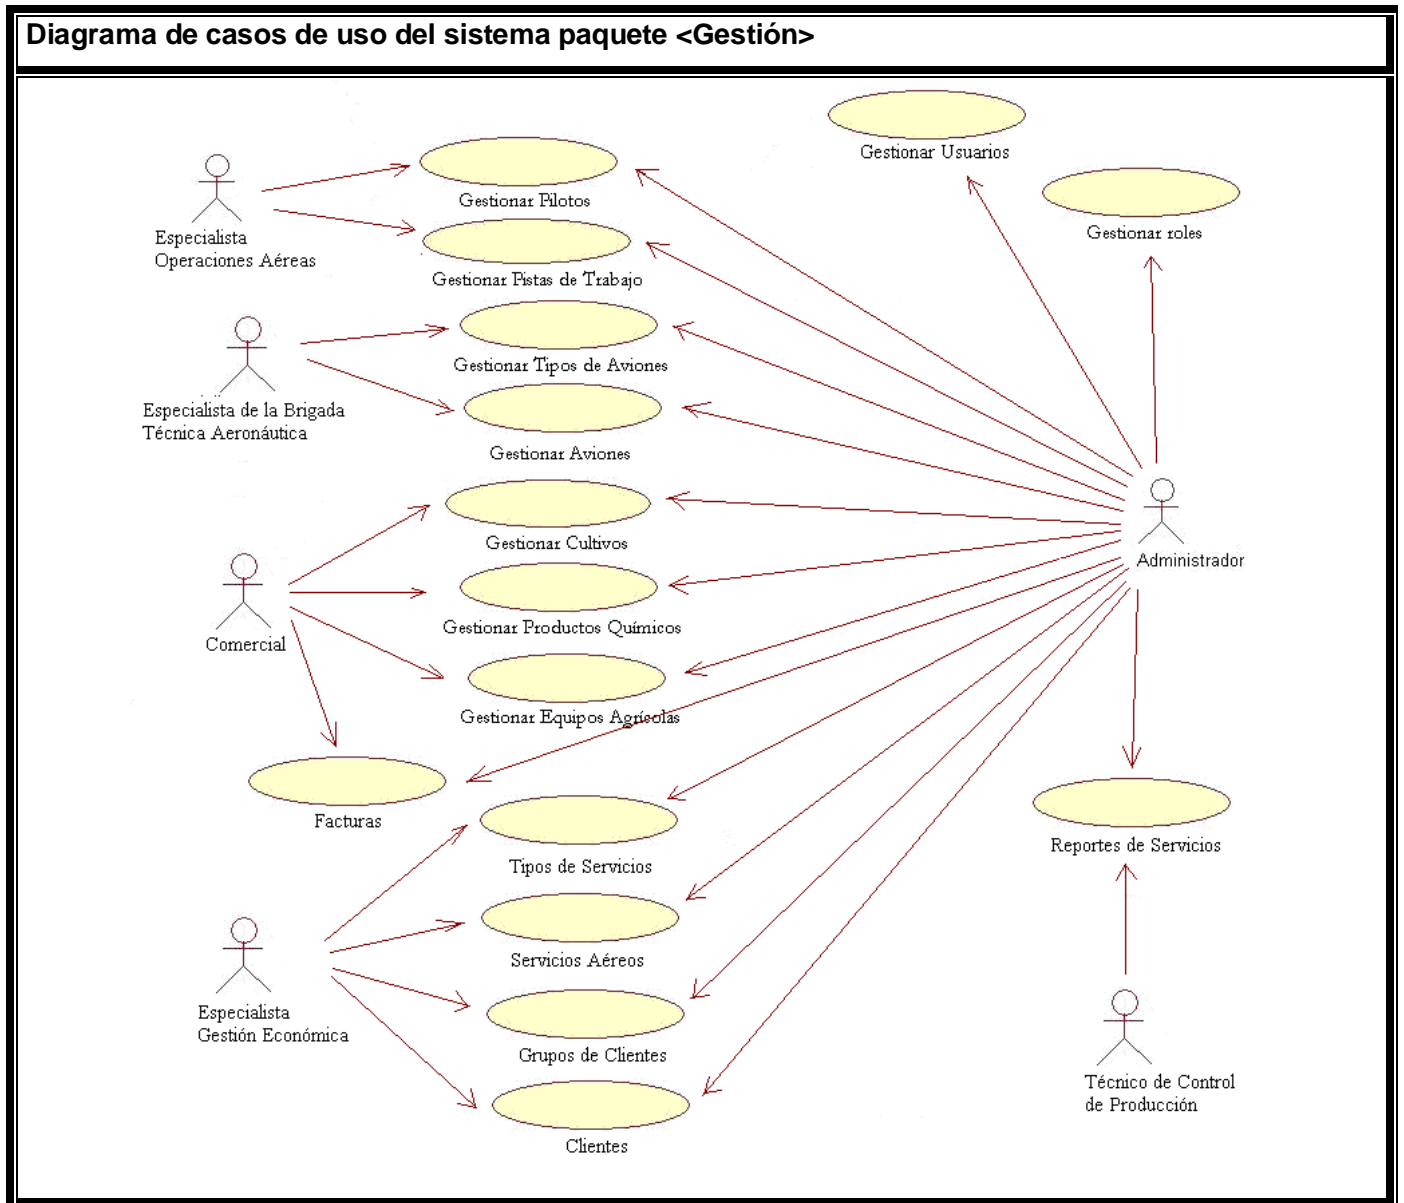 Diagrama de casos de uso del sistema paquete <Gestión>
Gestionar Usuarios
Gestionar Pilotos
Gestionar roles
Especialista
Operaciones Aéreas
Gestionar Pistas de Trabajo
Gestionar Tipos de Aviones
Especialista de la Brigada
Técnica Aeronáutica
Gestionar Aviones
Gestionar Cultivos
Administrador
Gestionar Productos Químicos
Comercial
Gestionar Equipos Agrícolas
Facturas
Reportes de Servicios
Tipos de Servicios
Servicios Aéreos
Especialista
Gestión Económica
Grupos de Clientes
Técnico de Control
de Producción
Clientes